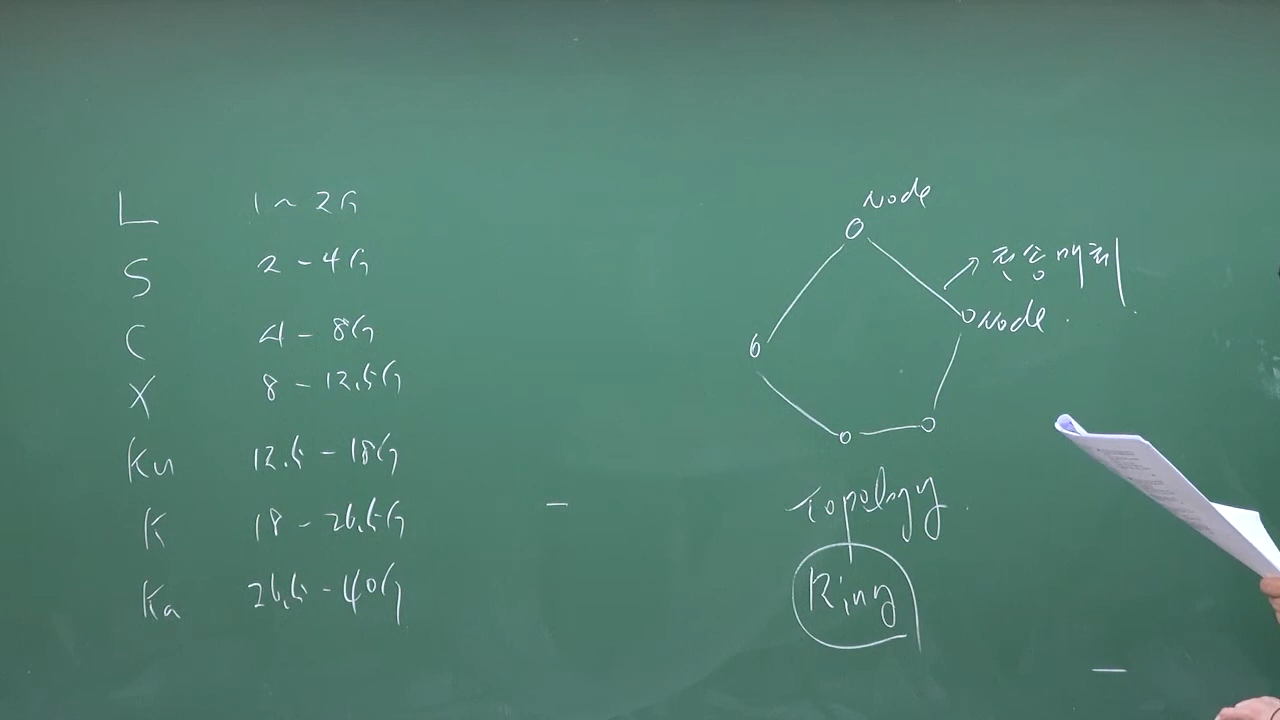 L 1 ~ 2G
S 2 - 4G
C 4 - 8G
X 8 - 12.5G
Ku 12.5 - 18G
K 18 - 26.5G
Ka 26.5 - 40G
Node
전송매체
Node.
Topology.
Ring